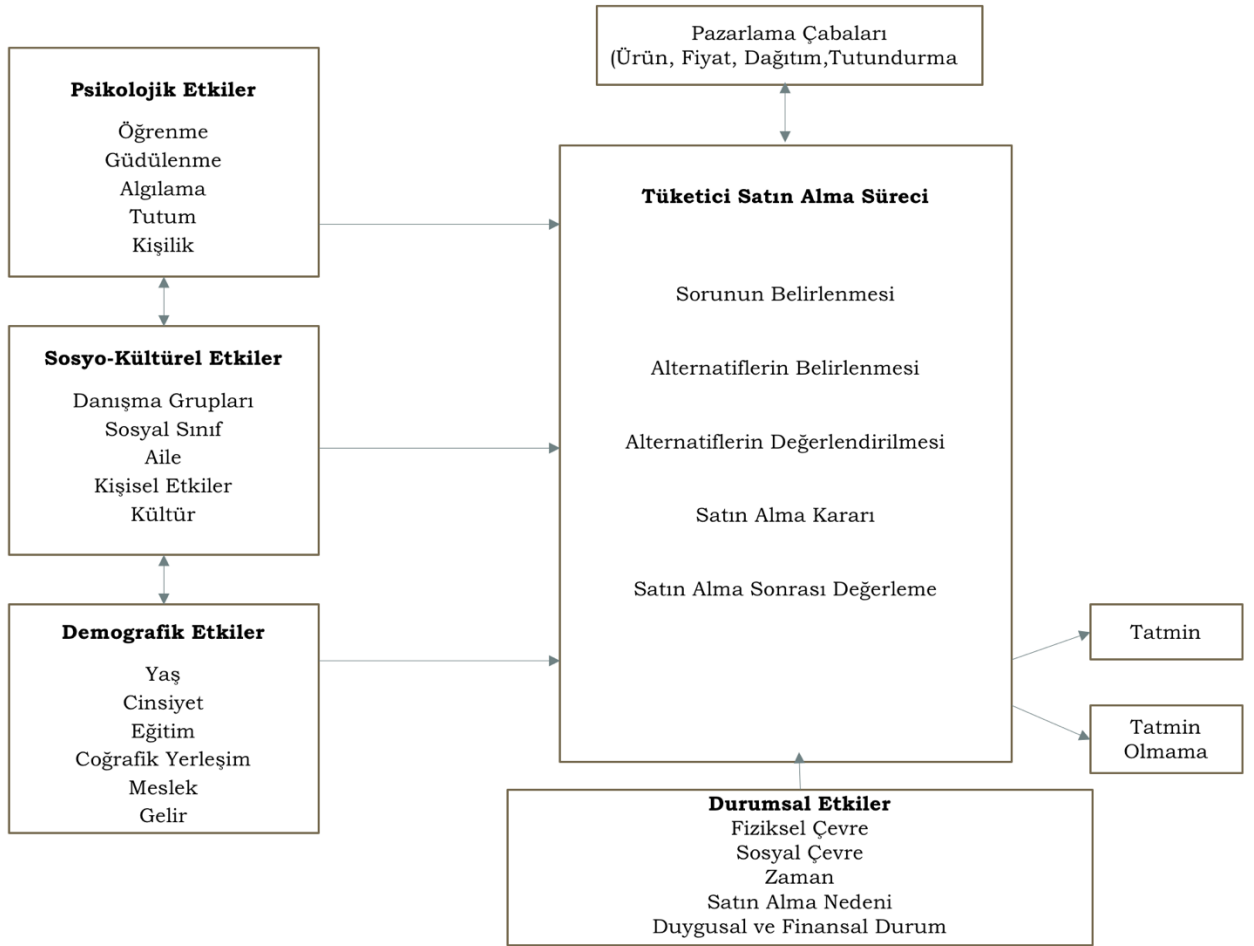 Pazarlama Çabaları
(Ürün, Fiyat, Dağıtım,Tutundurma
Psikolojik Etkiler
Öğrenme
Güdülenme
Algılama
Tutum
Kişilik
Sosyo-Kültürel Etkiler
Danışma Grupları
Sosyal Sınıf
Aile
Kişisel Etkiler
Kültür
Demografik Etkiler
Yaş
Cinsiyet
Eğitim
Coğrafik Yerleşim
Meslek
Gelir
Tüketici Satın Alma Süreci
Sorunun Belirlenmesi
Alternatiflerin Belirlenmesi
Alternatiflerin Değerlendirilmesi
Satın Alma Kararı
Satın Alma Sonrası Değerleme
Tatmin
Tatmin
Olmama
Durumsal Etkiler
Fiziksel Çevre
Sosyal Çevre
Zaman
Satın Alma Nedeni
Duygusal ve Finansal Durum